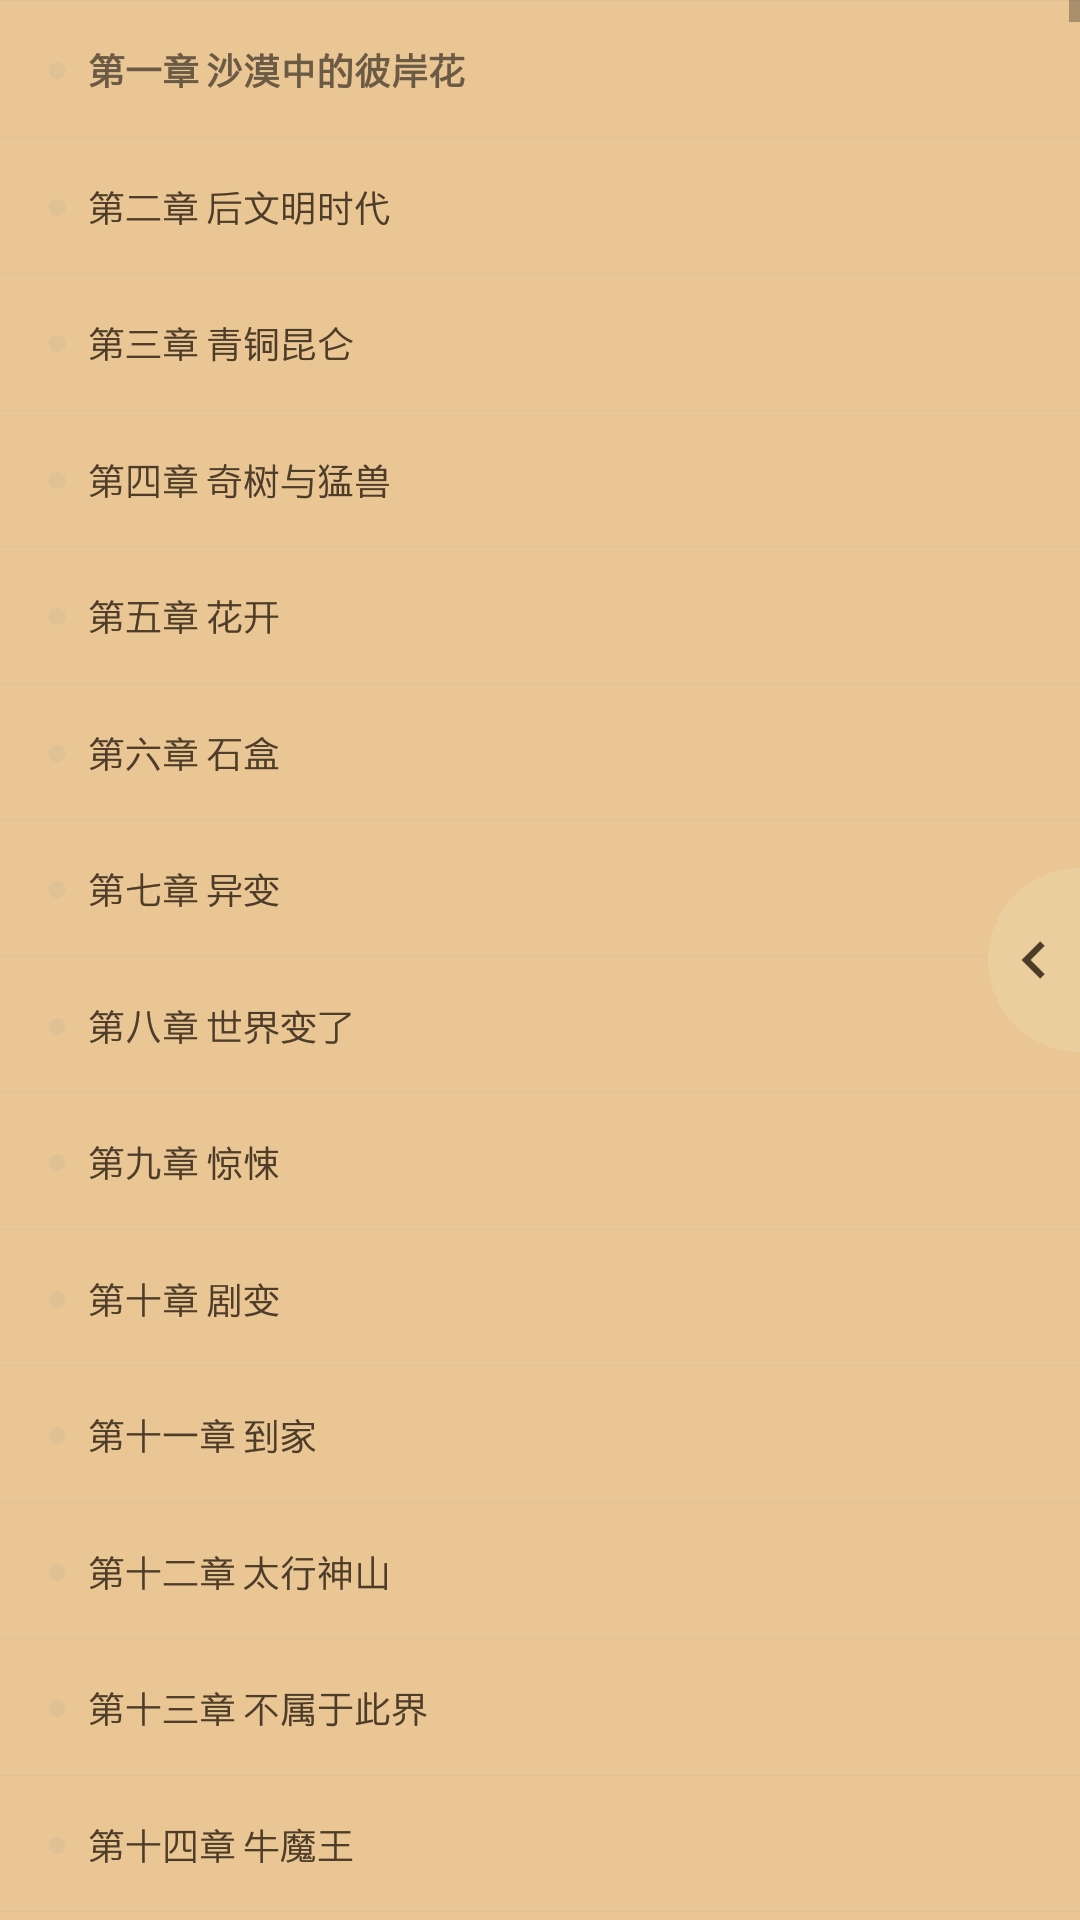 第一章 沙漠中的彼岸花
第二章 后文明时代
第三章 青铜昆仑
第四章 奇树与猛兽
第五章 花开
第六章 石盒
第七章 异变
第八章 世界变了
第九章 惊悚
第十章 剧变
第十一章 到家
第十二章 太行神山
第十三章 不属于此界
第十四章 牛魔王